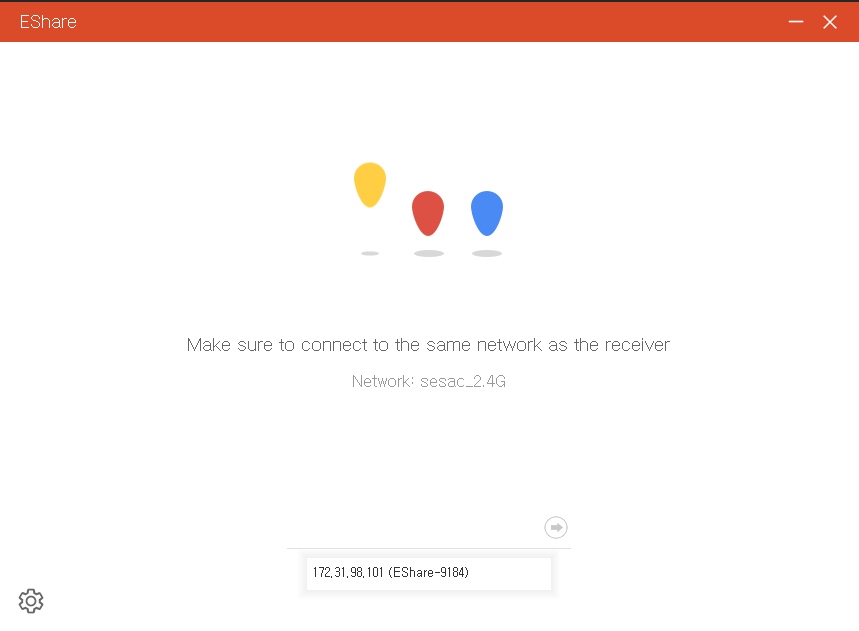 EShare
Make sure to connect to the same network as the receiver
Network: sesac_2.4G
172.31.98.101 (EShare-9184)